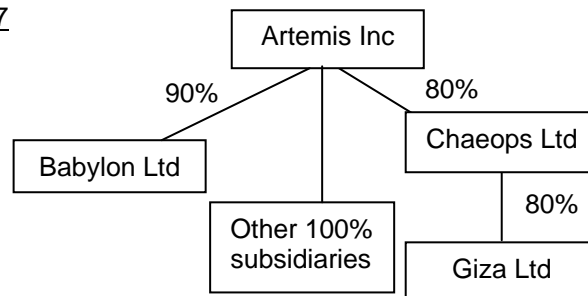 7
Artemis Inc
90%
80%
Babylon Ltd
Chaeops Ltd
Other 100%
subsidiaries
80%
Giza Ltd